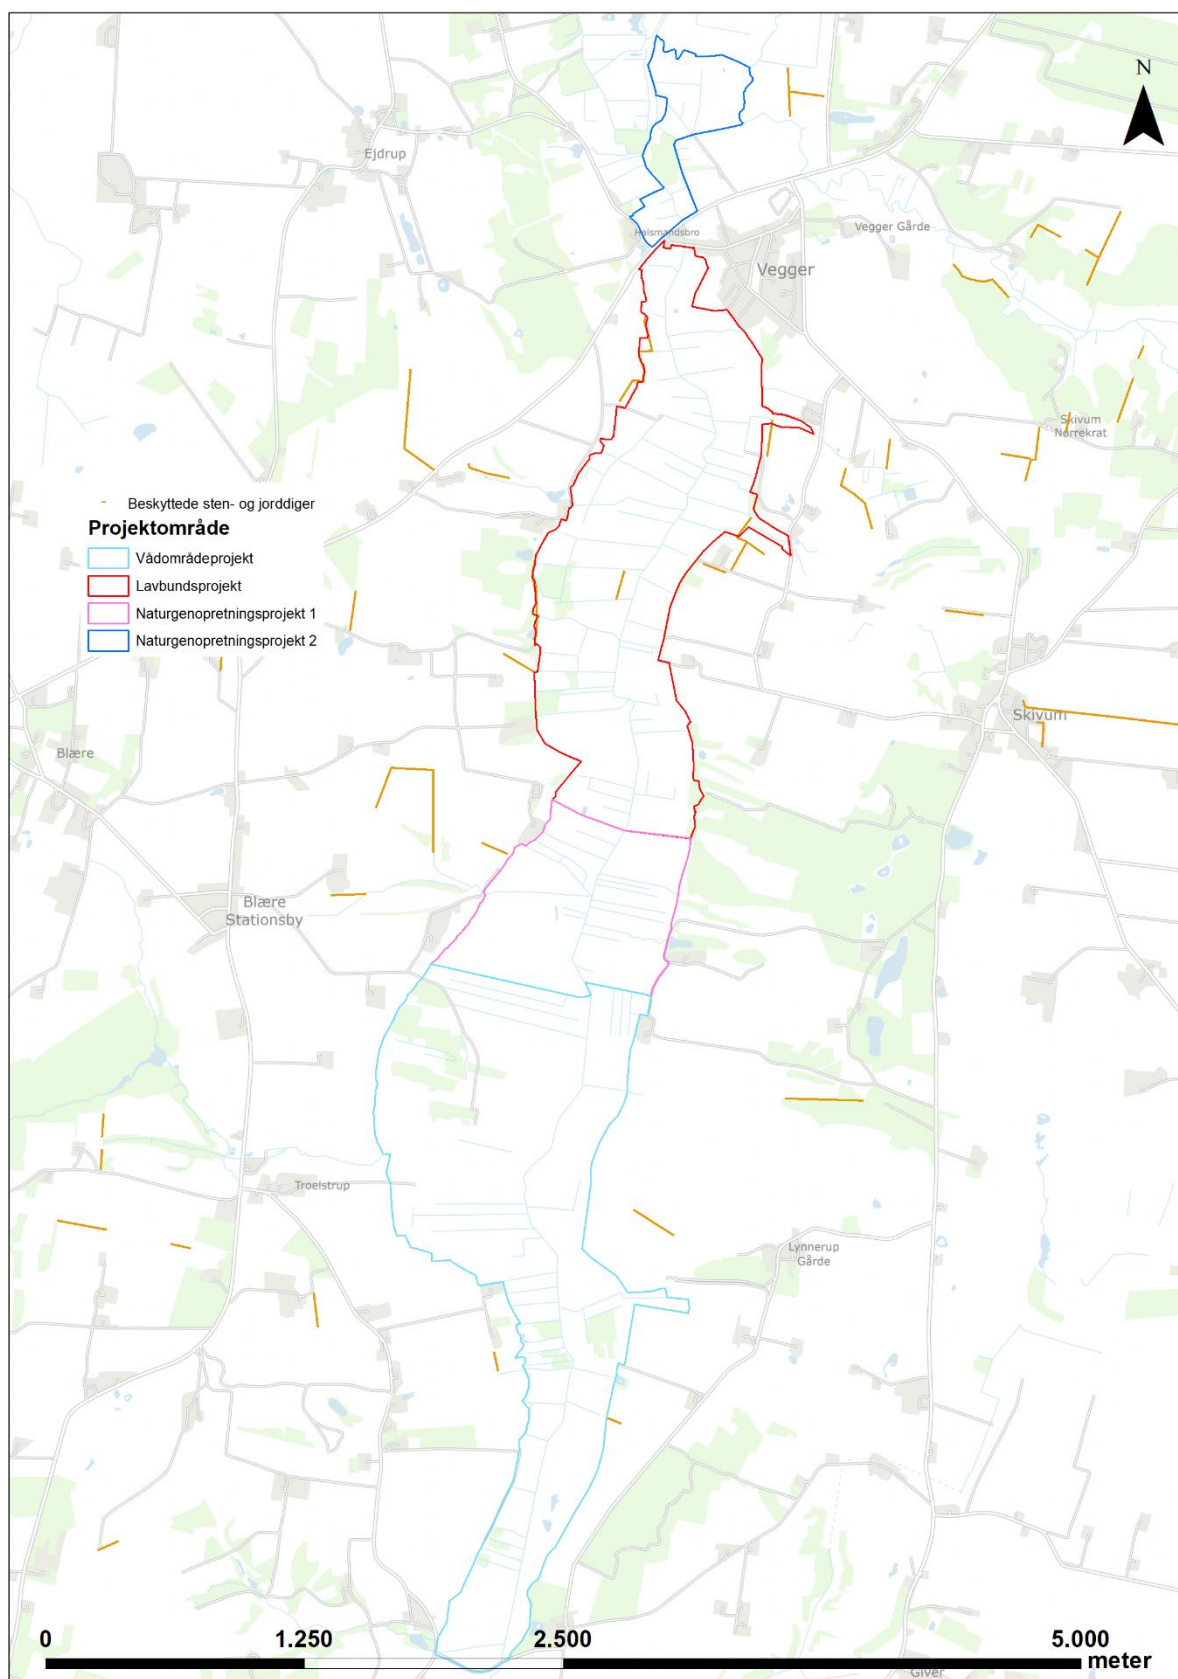 N
Ejdrup
Halsmandsbro
Vegger Gårde
Vegger
Skivum
Nørrekrat
Beskyttede sten- og jorddiger
Projektområde
Vådområdeprojekt
Lavbundsprojekt
Naturgenopretningsprojekt 1
Naturgenopretningsprojekt 2
Skivum
Blære
Blære
Stationsby
Troelstrup
Lynnerup
Gårde
0 1.250 2.500 5.000
meter
Giver